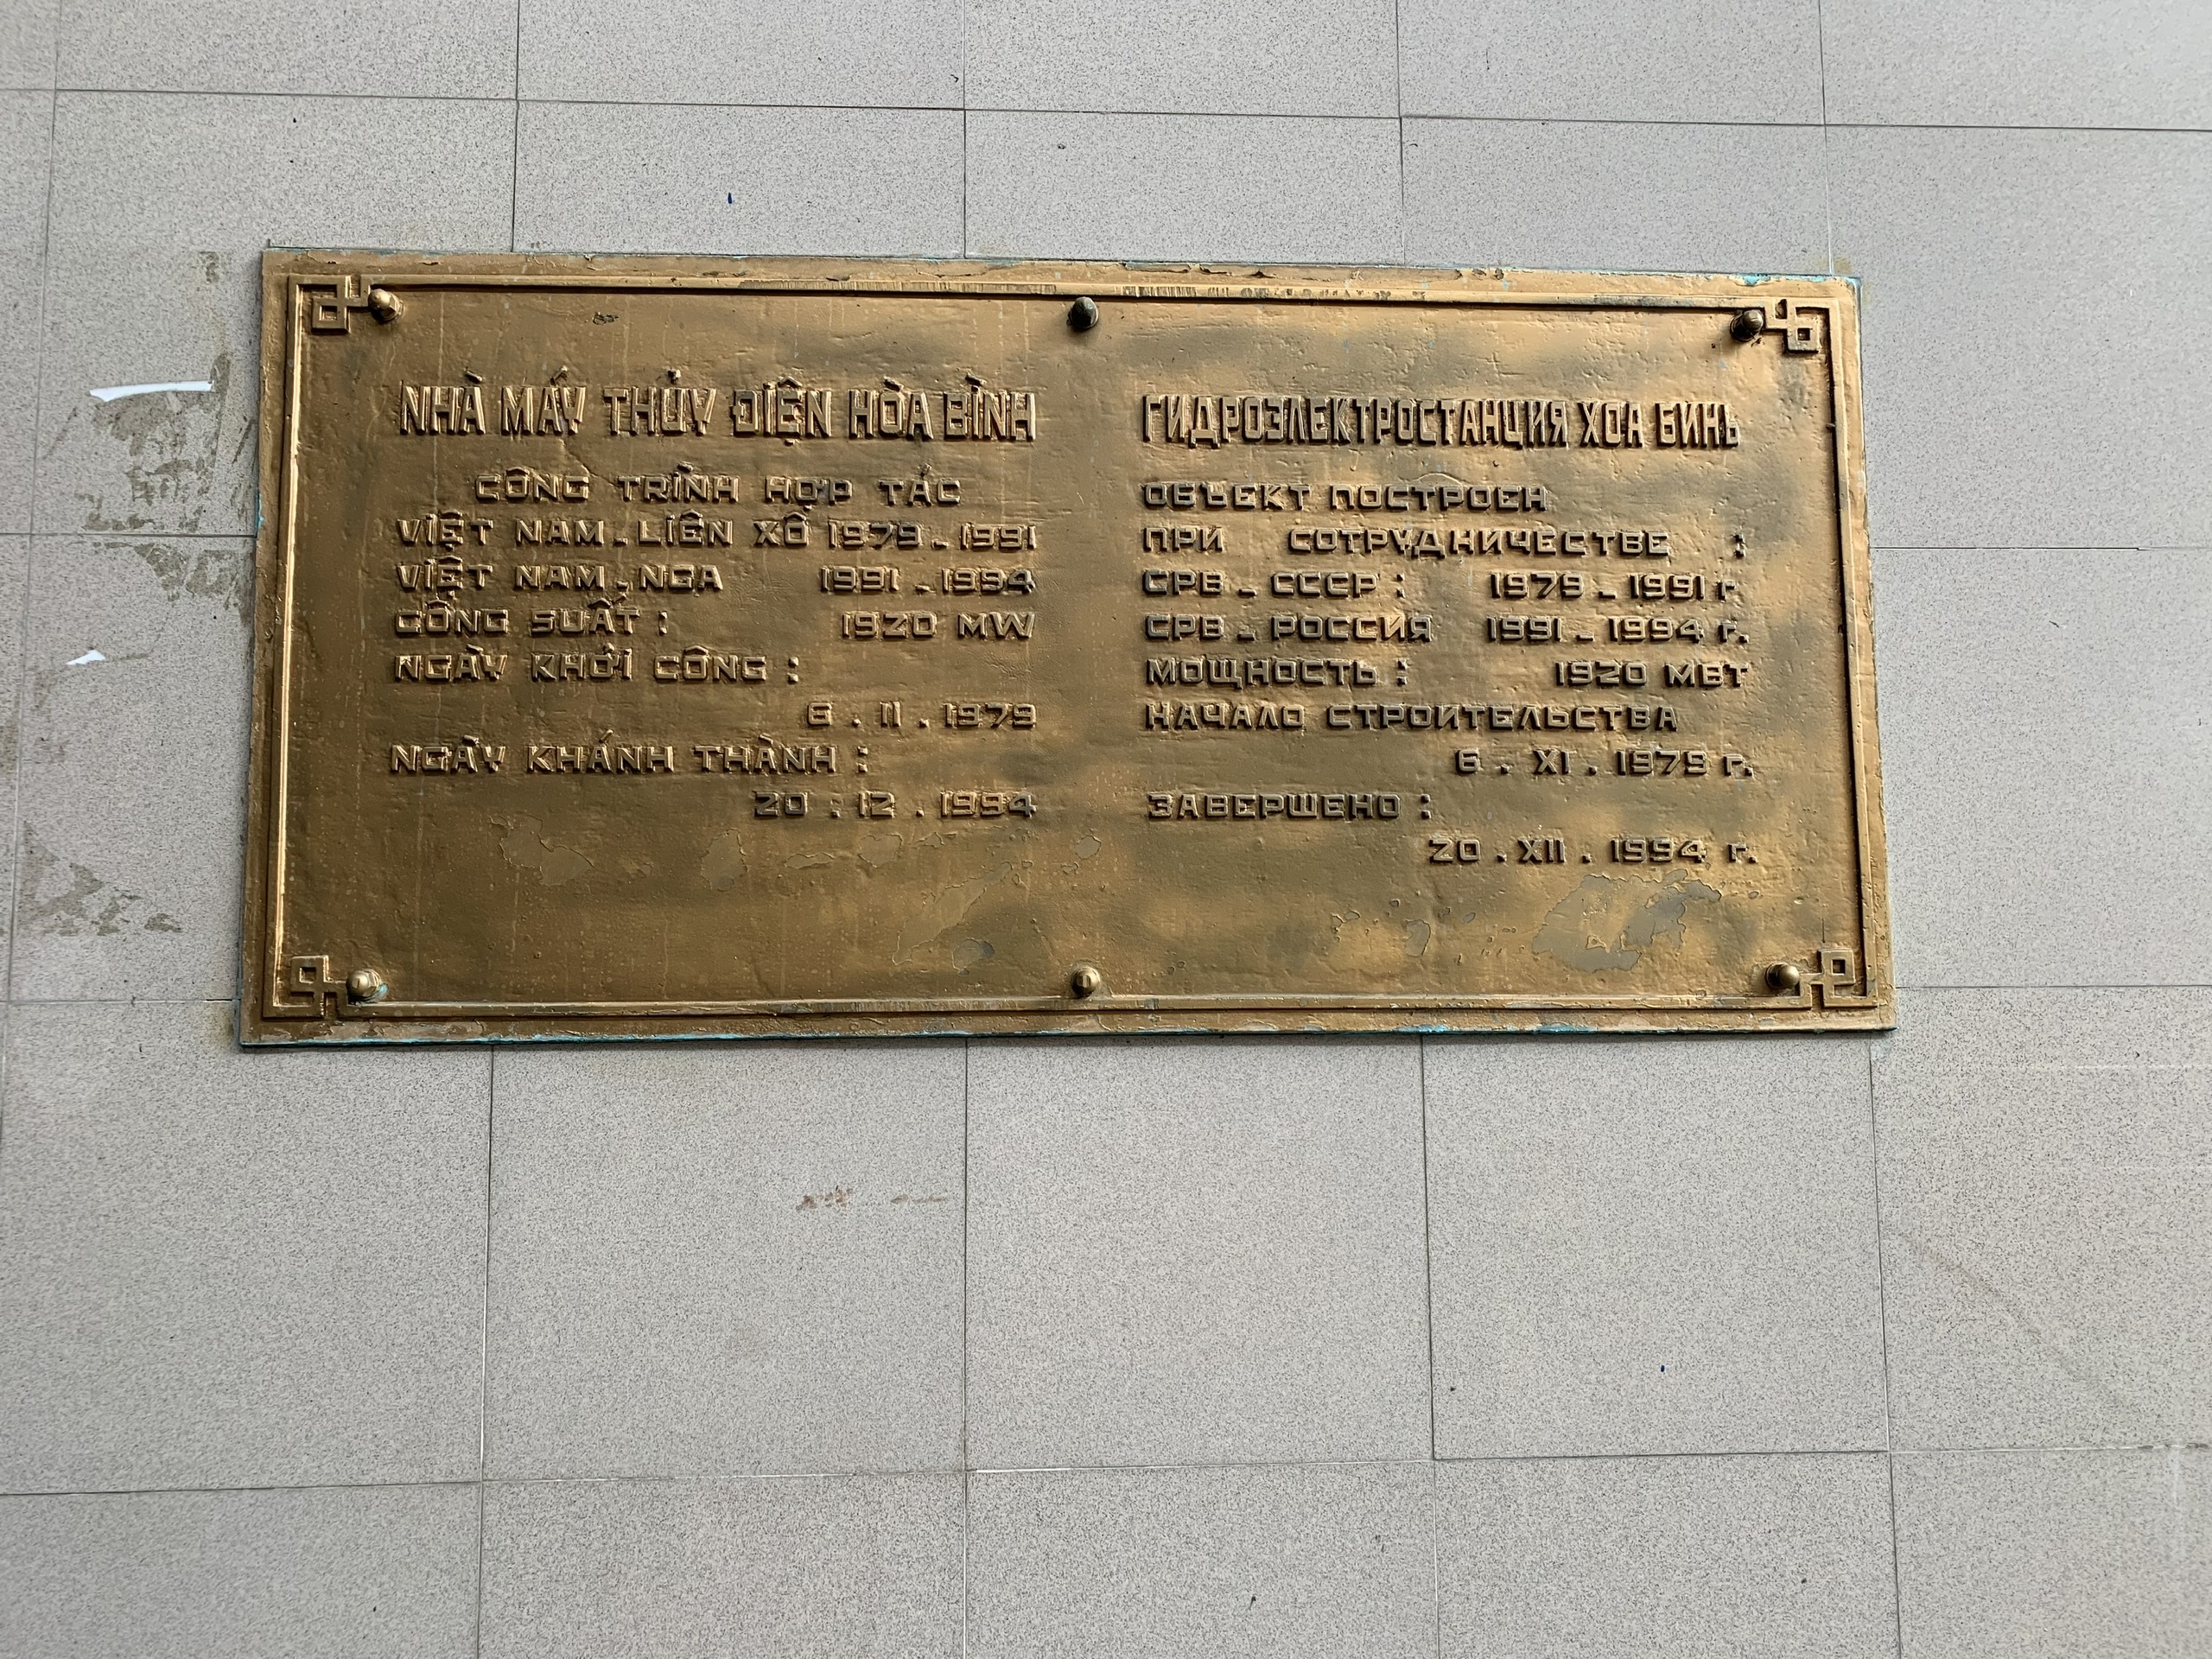 NHÀ MÁY THỦY ĐIỆN HÒA BÌNH
CÔNG TRÌNH HỢP TÁC
VIỆT NAM - LIÊN XÔ 1979 - 1991
VIỆT NAM - NGA 1991 - 1994
CÔNG SUẤT : 1920 MW
NGÀY KHỞI CÔNG :
6 . 11 . 1979
NGÀY KHÁNH THÀNH :
20 . 12 . 1994
ГИДРОЭЛЕКТРОСТАНЦИЯ ХОА БИНЬ
ОБЪЕКТ ПОСТРОЕН
ПРИ СОТРУДНИЧЕСТВЕ :
СРВ - СССР : 1979 - 1991 г.
СРВ - РОССИЯ 1991 - 1994 г.
МОЩНОСТЬ : 1920 МВТ
НАЧАЛО СТРОИТЕЛЬСТВА
6 . XI . 1979 г.
ЗАВЕРШЕНО :
20 . XII . 1994 г.